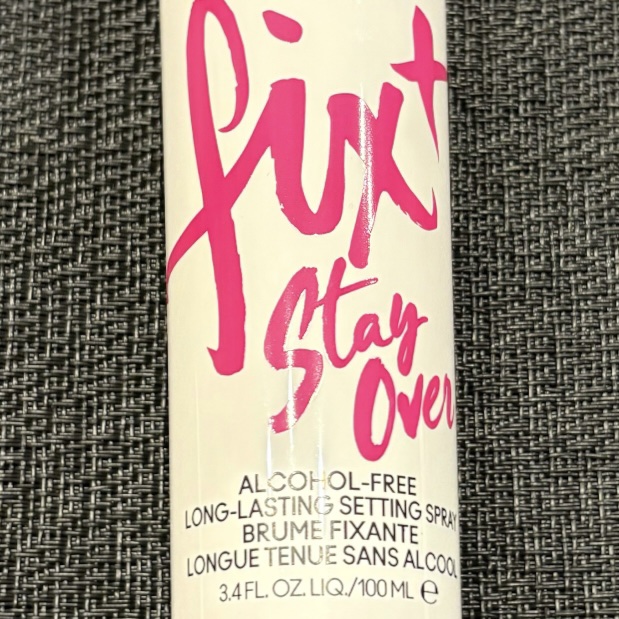 fix+
Stay
Over
ALCOHOL-FREE
LONG-LASTING SETTING SPRAY
BRUME FIXANTE
LONGUE TENUE SANS ALCOOL
3.4 FL. OZ. LIQ./100 ML ℮